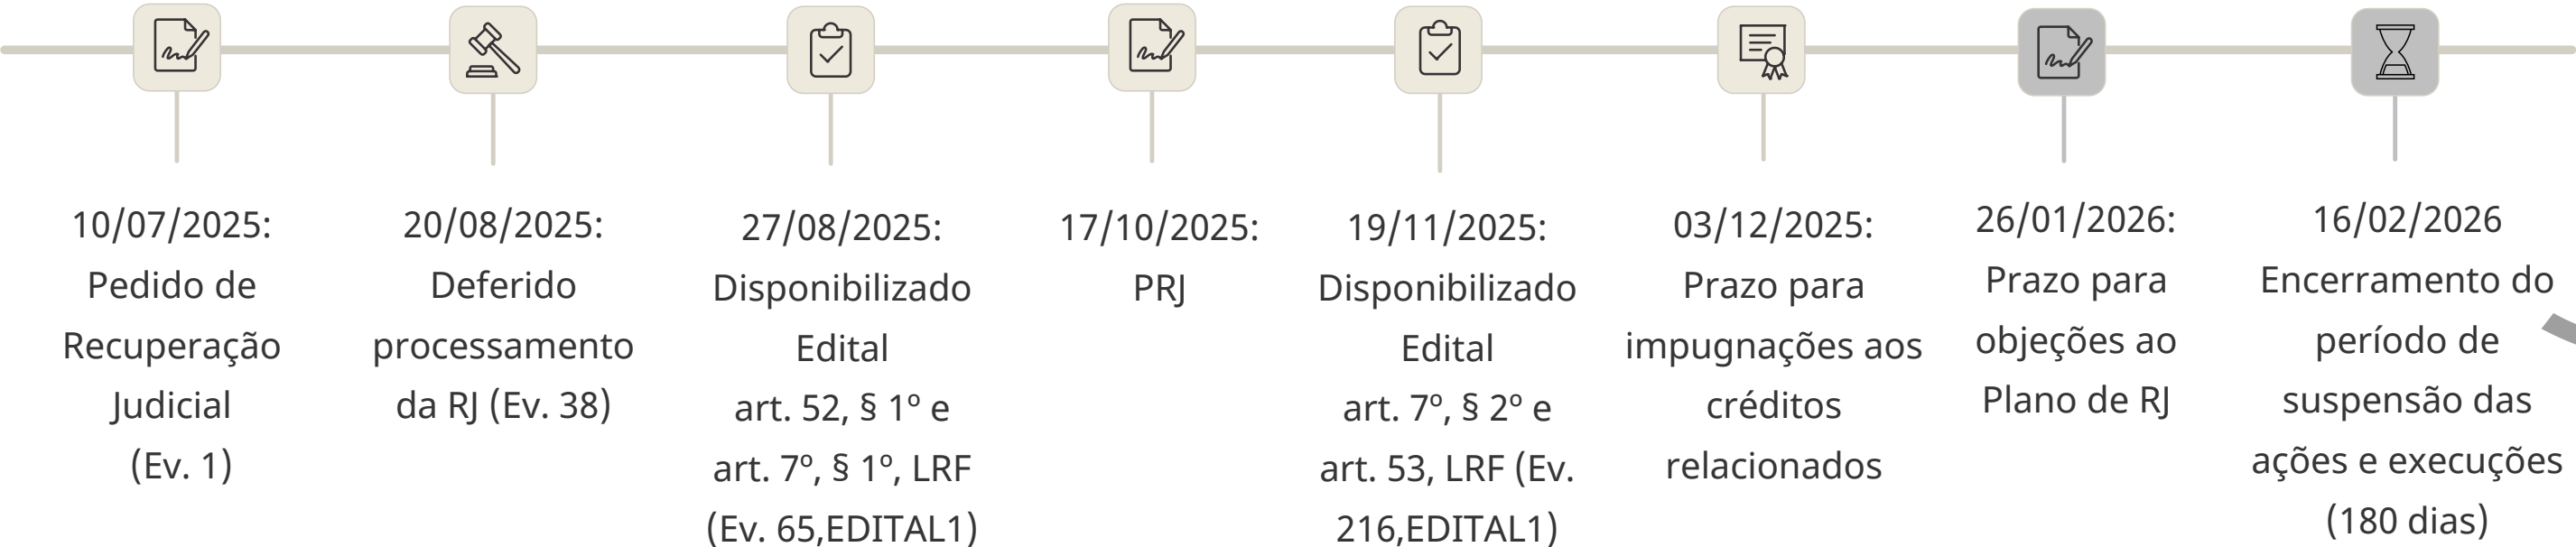 10/07/2025:
Pedido de
Recuperação
Judicial
(Ev. 1)
20/08/2025:
Deferido
processamento
da RJ (Ev. 38)
27/08/2025:
Disponibilizado
Edital
art. 52, § 1º e
art. 7º, § 1º, LRF
(Ev. 65,EDITAL1)
17/10/2025:
PRJ
19/11/2025:
Disponibilizado
Edital
art. 7º, § 2º e
art. 53, LRF (Ev.
216,EDITAL1)
03/12/2025:
Prazo para
impugnações aos
créditos
relacionados
26/01/2026:
Prazo para
objeções ao
Plano de RJ
16/02/2026
Encerramento do
período de
suspensão das
ações e execuções
(180 dias)